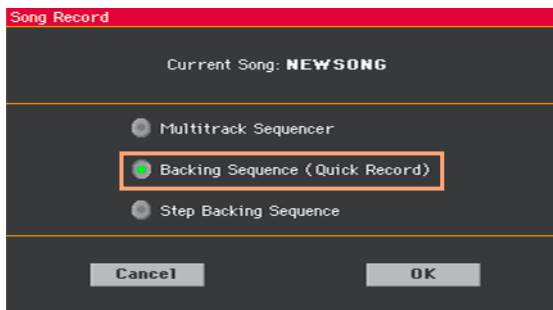 Song Record
Current Song: NEWSONG
Multitrack Sequencer
Backing Sequence (Quick Record)
Step Backing Sequence
Cancel OK